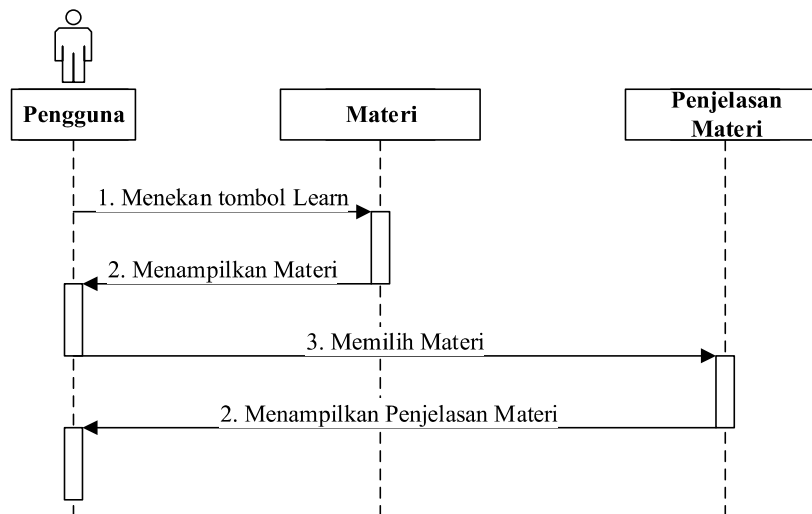 Pengguna
Materi
Penjelasan
Materi
1. Menekan tombol Learn
2. Menampilkan Materi
3. Memilih Materi
2. Menampilkan Penjelasan Materi